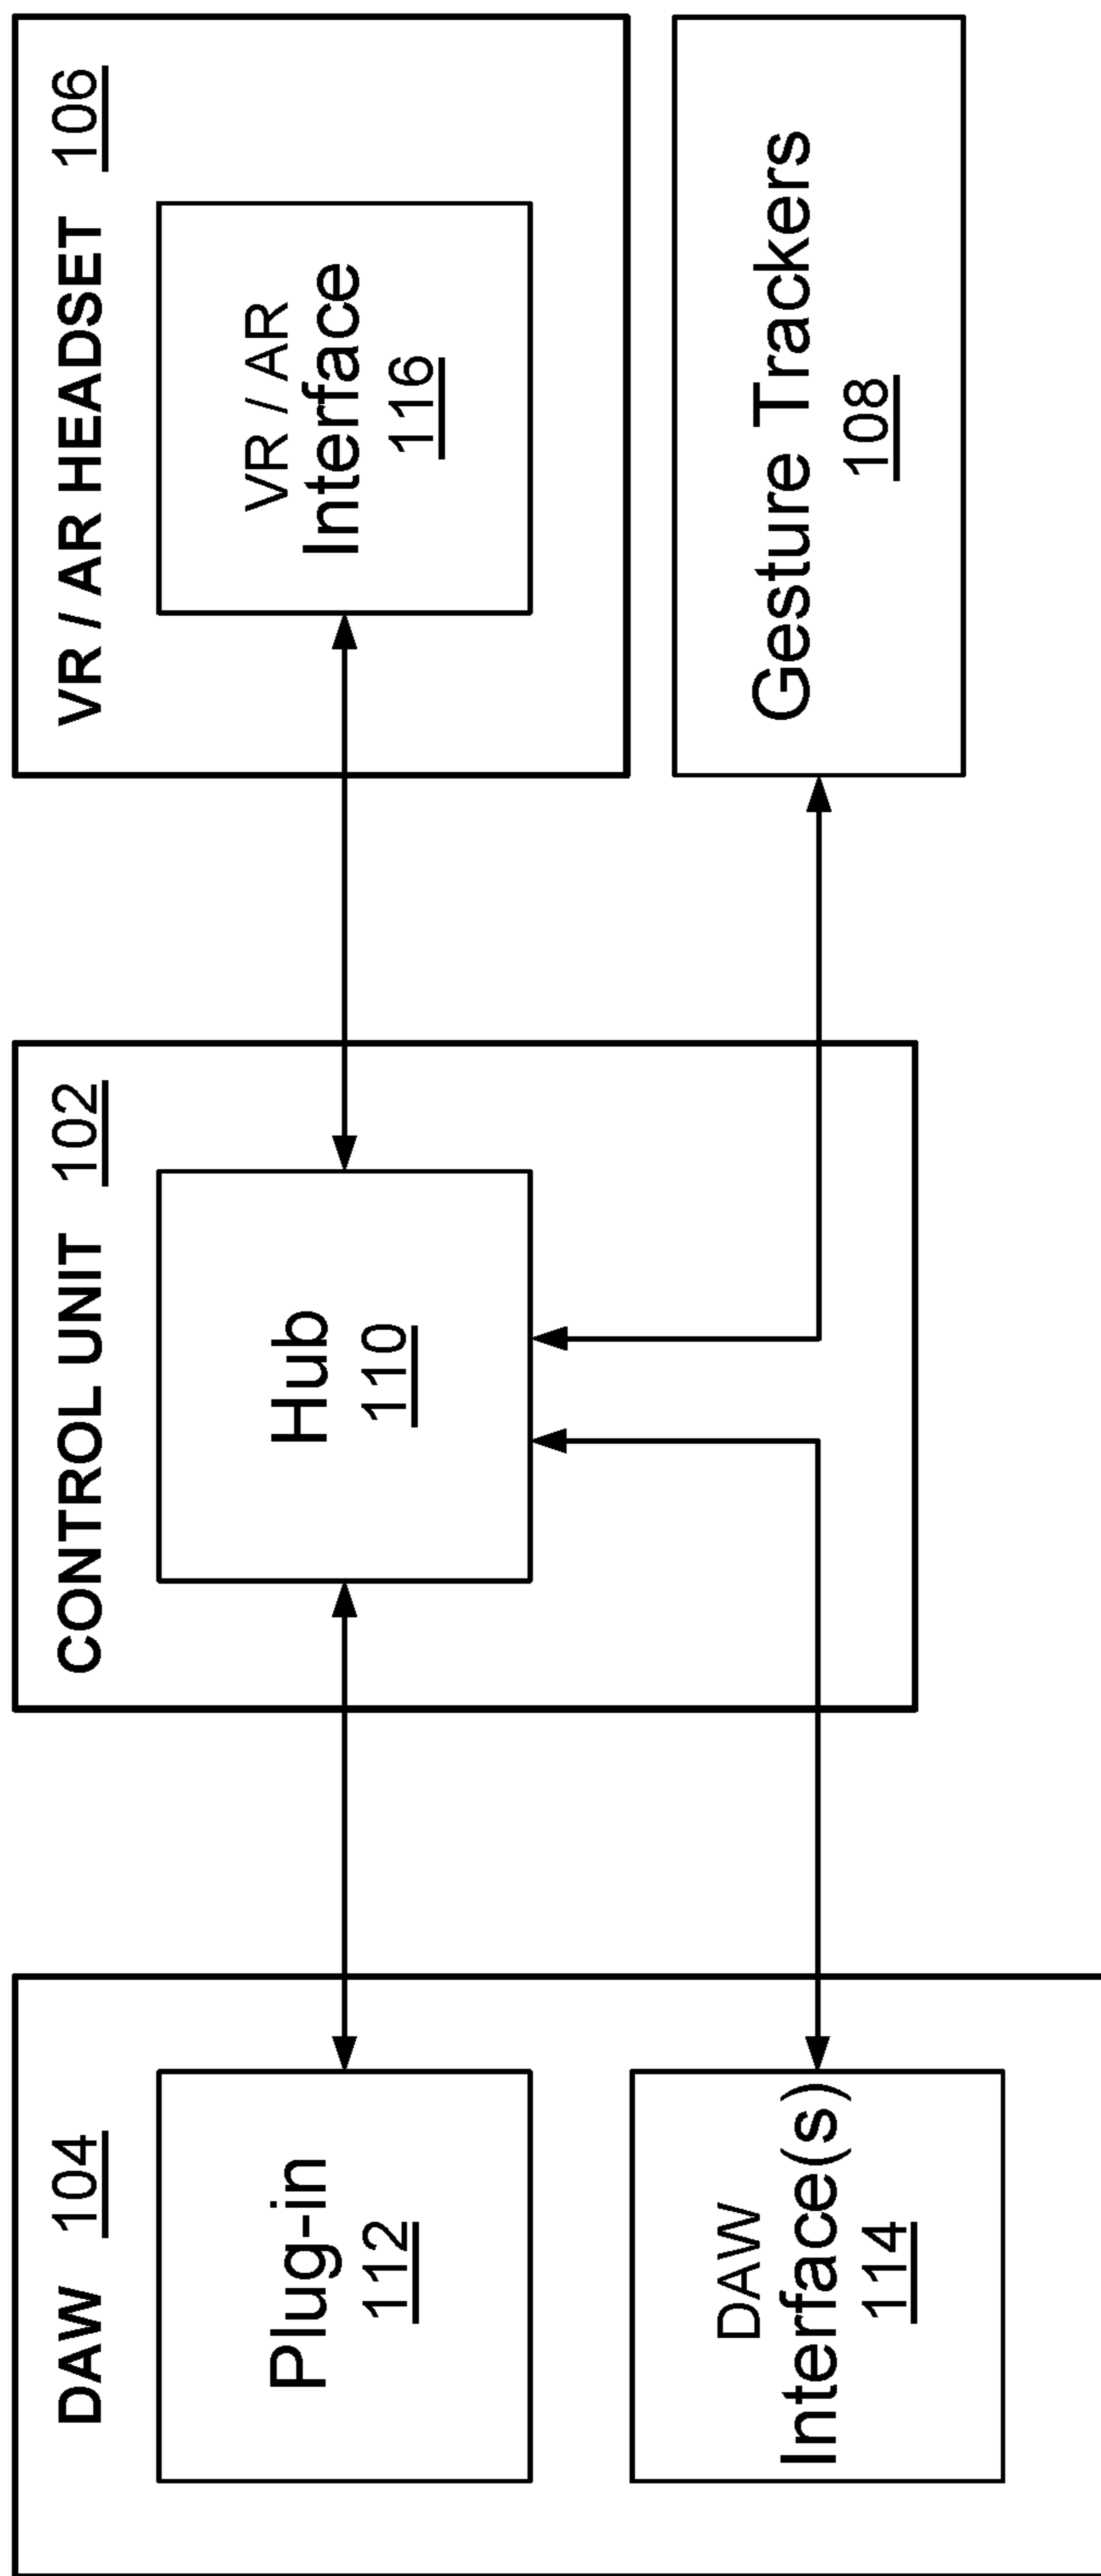 DAW 104
Plug-in
112
DAW
Interface(s)
114
CONTROL UNIT 102
Hub
110
VR / AR HEADSET 106
VR / AR
Interface
116
Gesture Trackers
108